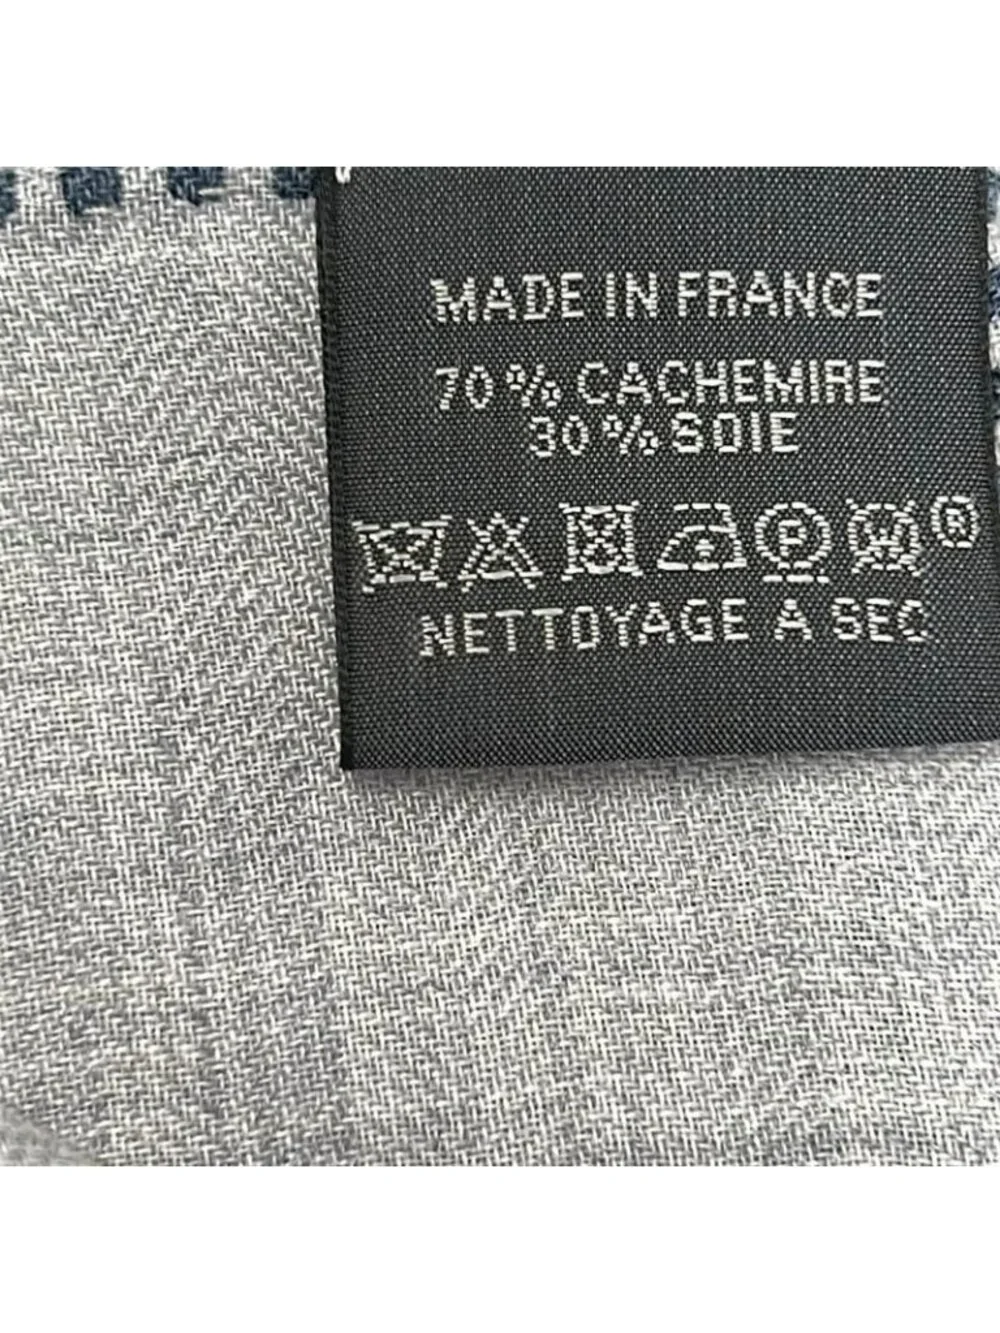 MADE IN FRANCE
70 % CACHEMIRE
30 % SOIE
P W ®
NETTOYAGE A SEC